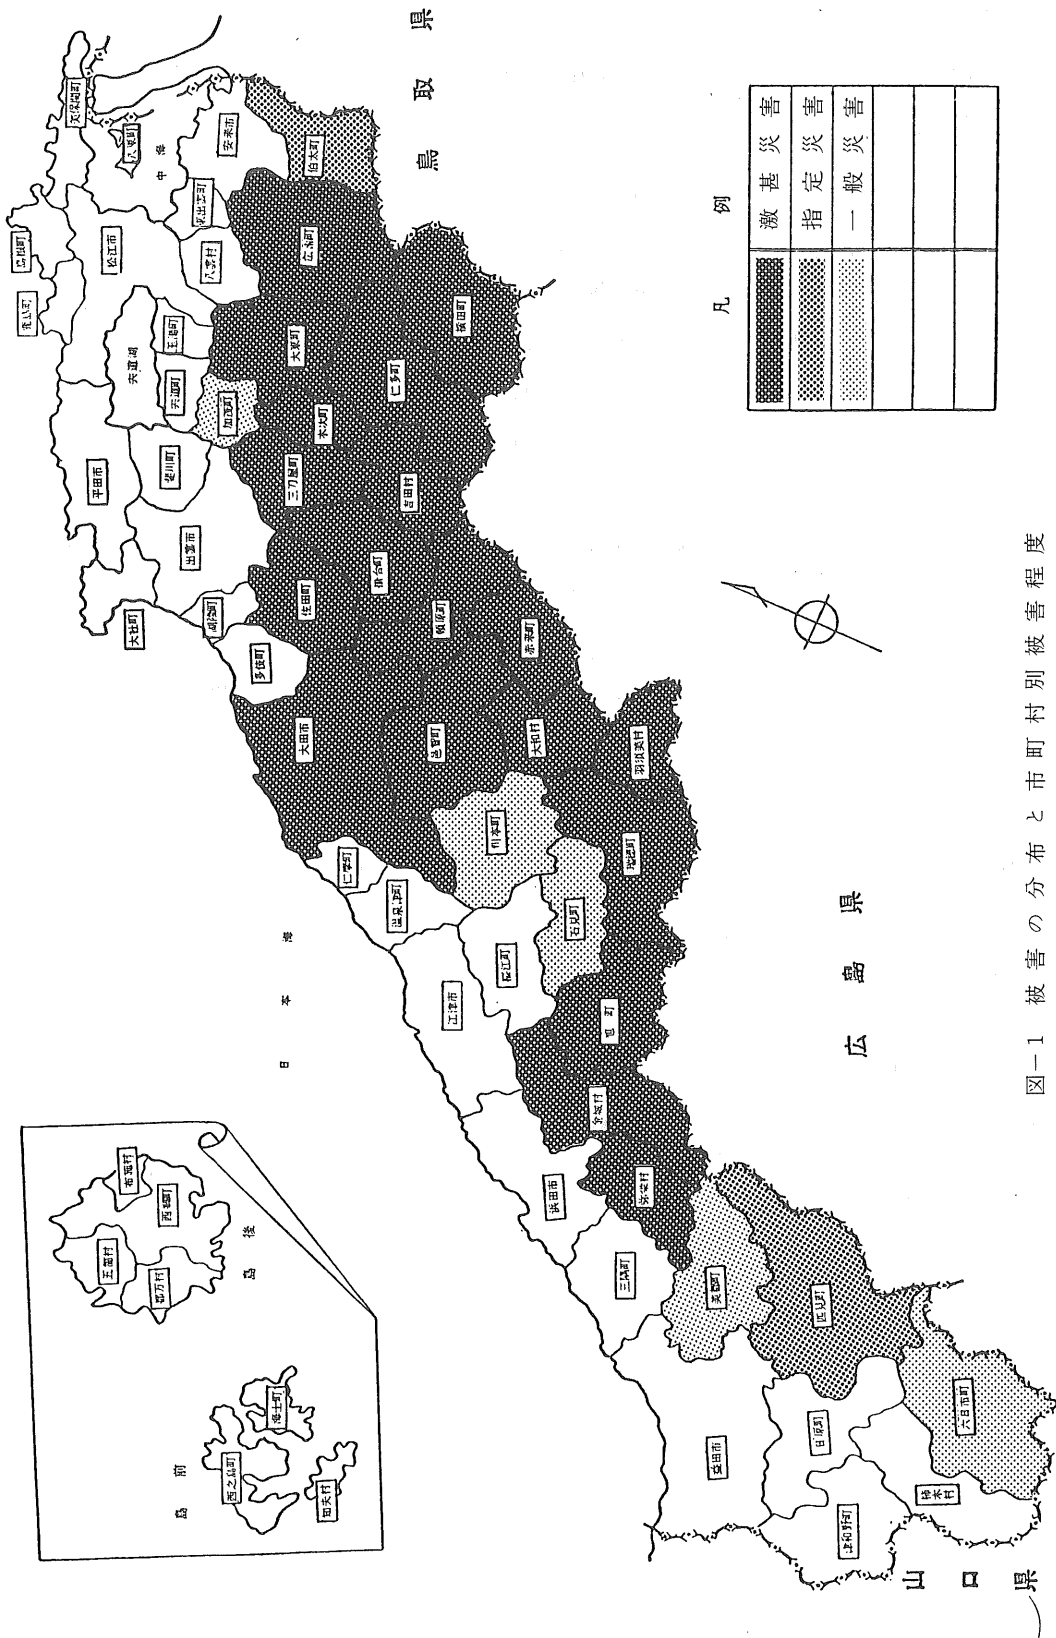 図－1 被害の分布と市町村別被害程度
凡例
激甚災害
指定災害
一般災害
鳥取県
広島県
山口県
日本海
中海
宍道湖
島後
島前
美保関町
八束町
島根町
鹿島町
松江市
安来市
伯太町
東出雲町
八雲村
広瀬町
玉湯町
宍道町
加茂町
大東町
横田町
仁多町
木次町
三刀屋町
吉田村
平田市
斐川町
出雲市
大社町
湖陵町
多伎町
佐田町
掛合町
頓原町
赤来町
大田市
邑智町
大和村
羽須美村
仁摩町
温泉津町
川本町
瑞穂町
石見町
桜江町
江津市
旭町
金城村
浜田市
弥栄村
三隅町
美都町
匹見町
益田市
日原町
六日市町
柿木村
津和野町
布施村
西郷町
五箇村
都万村
海士町
西之島町
知夫村